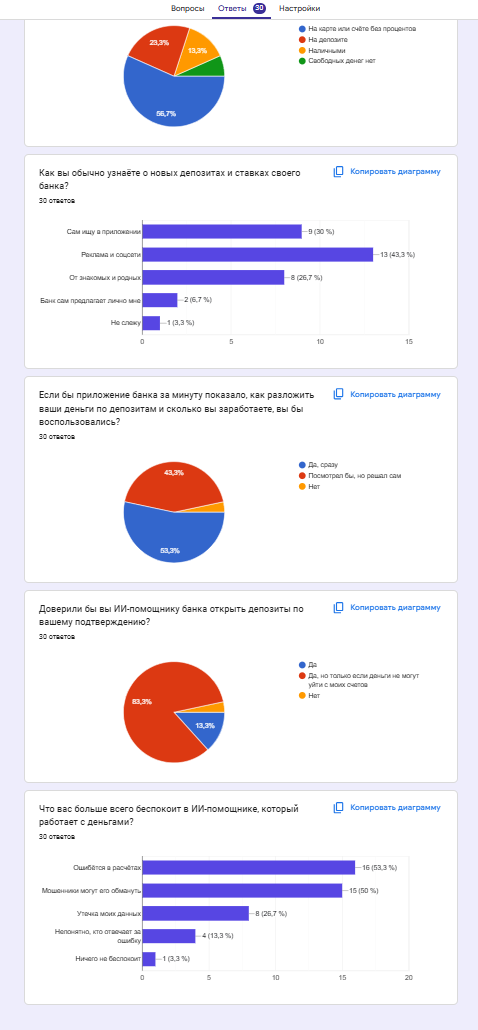 Вопросы Ответы 30 Настройки
23,3%
13,3%
56,7%
На карте или счёте без процентов
На депозите
Наличными
Свободных денег нет
Как вы обычно узнаёте о новых депозитах и ставках своего
банка?
Копировать диаграмму
30 ответов
Сам ищу в приложении 9 (30 %)
Реклама и соцсети 13 (43,3 %)
От знакомых и родных 8 (26,7 %)
Банк сам предлагает лично мне 2 (6,7 %)
Не слежу 1 (3,3 %)
0 5 10 15
Если бы приложение банка за минуту показало, как разложить
ваши деньги по депозитам и сколько вы заработаете, вы бы
воспользовались?
Копировать диаграмму
30 ответов
43,3%
53,3%
Да, сразу
Посмотрел бы, но решал сам
Нет
Доверили бы вы ИИ-помощнику банка открыть депозиты по
вашему подтверждению?
Копировать диаграмму
30 ответов
83,3%
13,3%
Да
Да, но только если деньги не могут
уйти с моих счетов
Нет
Что вас больше всего беспокоит в ИИ-помощнике, который
работает с деньгами?
Копировать диаграмму
30 ответов
Ошибётся в расчётах 16 (53,3 %)
Мошенники могут его обмануть 15 (50 %)
Утечка моих данных 8 (26,7 %)
Непонятно, кто отвечает за
ошибку 4 (13,3 %)
Ничего не беспокоит 1 (3,3 %)
0 5 10 15 20